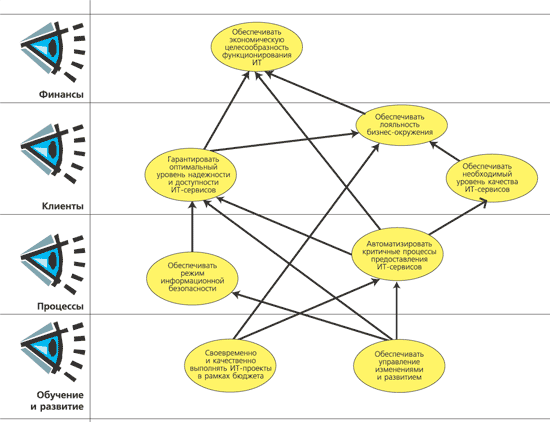 Обеспечивать
экономическую
целесообразность
функционирования
ИТ
Финансы
Обеспечивать
лояльность
бизнес-окружения
Гарантировать
оптимальный
уровень надежности
и доступности
ИТ-сервисов
Обеспечивать
необходимый
уровень качества
ИТ-сервисов
Клиенты
Автоматизировать
критичные процессы
предоставления
ИТ-сервисов
Обеспечивать
режим
информационной
безопасности
Процессы
Своевременно
и качественно
выполнять ИТ-проекты
в рамках бюджета
Обеспечивать
управление
изменениями
и развитием
Обучение
и развитие